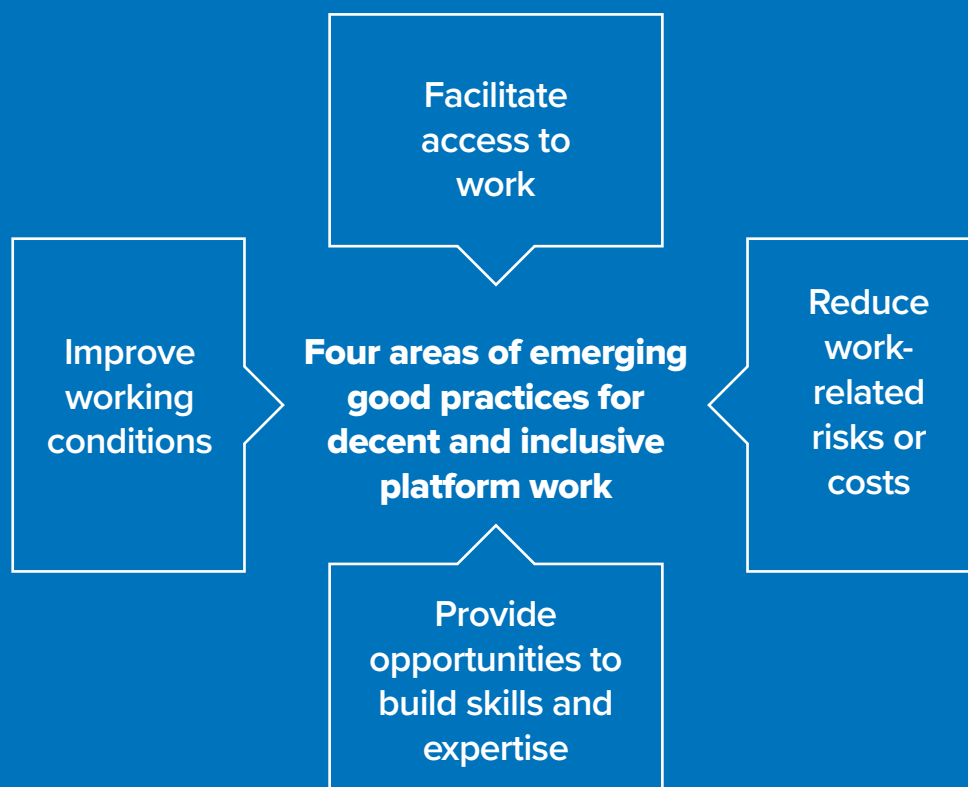 Facilitate
access to
work
Improve
working
conditions
Four areas of emerging
good practices for
decent and inclusive
platform work
Reduce
work-
related
risks or
costs
Provide
opportunities to
build skills and
expertise